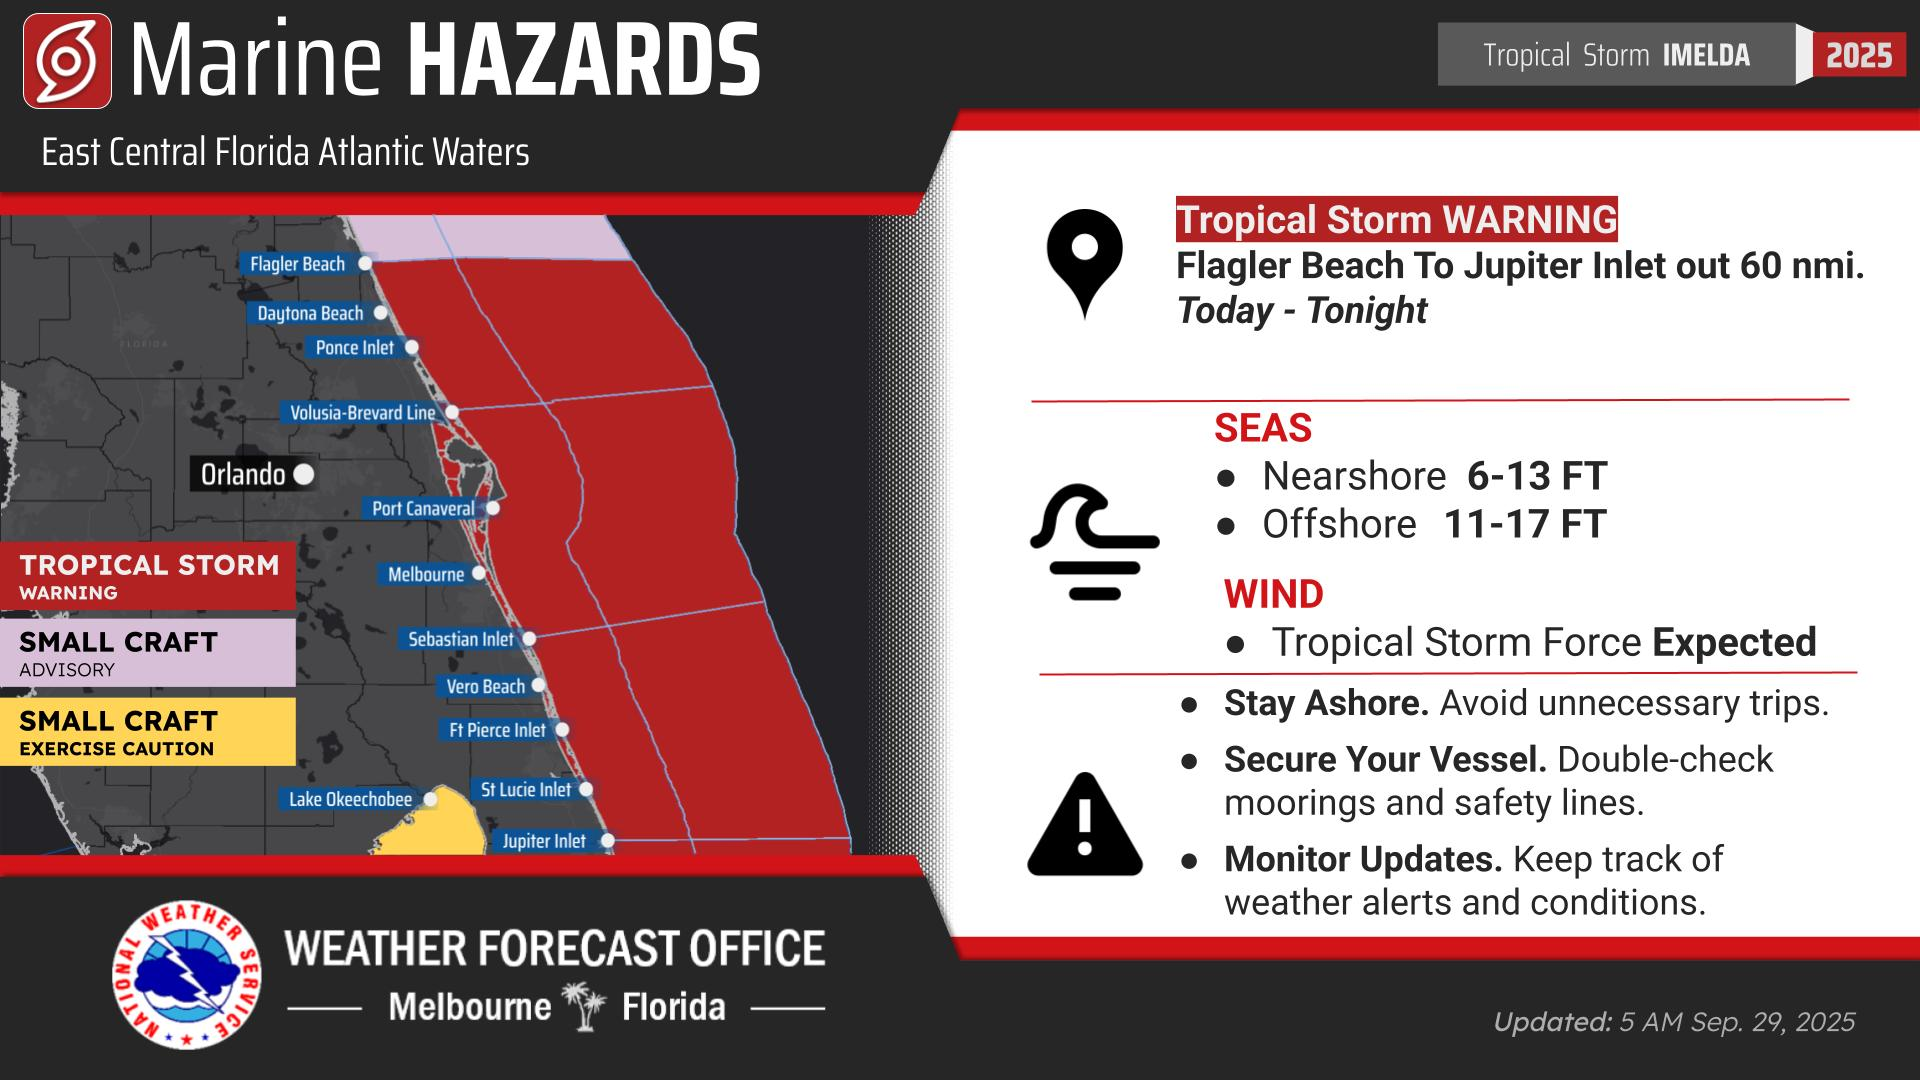 Marine HAZARDS
Tropical Storm IMELDA
2025
East Central Florida Atlantic Waters
Flagler Beach
Daytona Beach
FLORIDA
Ponce Inlet
Volusia-Brevard Line
Orlando
Port Canaveral
Melbourne
Sebastian Inlet
Vero Beach
Ft Pierce Inlet
St Lucie Inlet
Lake Okeechobee
Jupiter Inlet
TROPICAL STORM
WARNING
SMALL CRAFT
ADVISORY
SMALL CRAFT
EXERCISE CAUTION
Tropical Storm WARNING
Flagler Beach To Jupiter Inlet out 60 nmi.
Today - Tonight
SEAS
● Nearshore 6-13 FT
● Offshore 11-17 FT
WIND
● Tropical Storm Force Expected
● Stay Ashore. Avoid unnecessary trips.
● Secure Your Vessel. Double-check
moorings and safety lines.
● Monitor Updates. Keep track of
weather alerts and conditions.
NATIONAL WEATHER SERVICE
WEATHER FORECAST OFFICE
Melbourne Florida
Updated: 5 AM Sep. 29, 2025